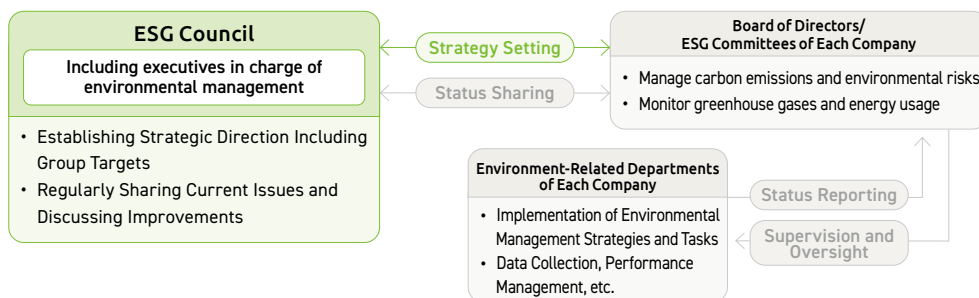 ESG Council
Including executives in charge of
environmental management
• Establishing Strategic Direction Including
Group Targets
• Regularly Sharing Current Issues and
Discussing Improvements
Strategy Setting
Status Sharing
Board of Directors/
ESG Committees of Each Company
• Manage carbon emissions and environmental risks
• Monitor greenhouse gases and energy usage
Environment-Related Departments
of Each Company
• Implementation of Environmental
Management Strategies and Tasks
• Data Collection, Performance
Management, etc.
Status Reporting
Supervision and
Oversight